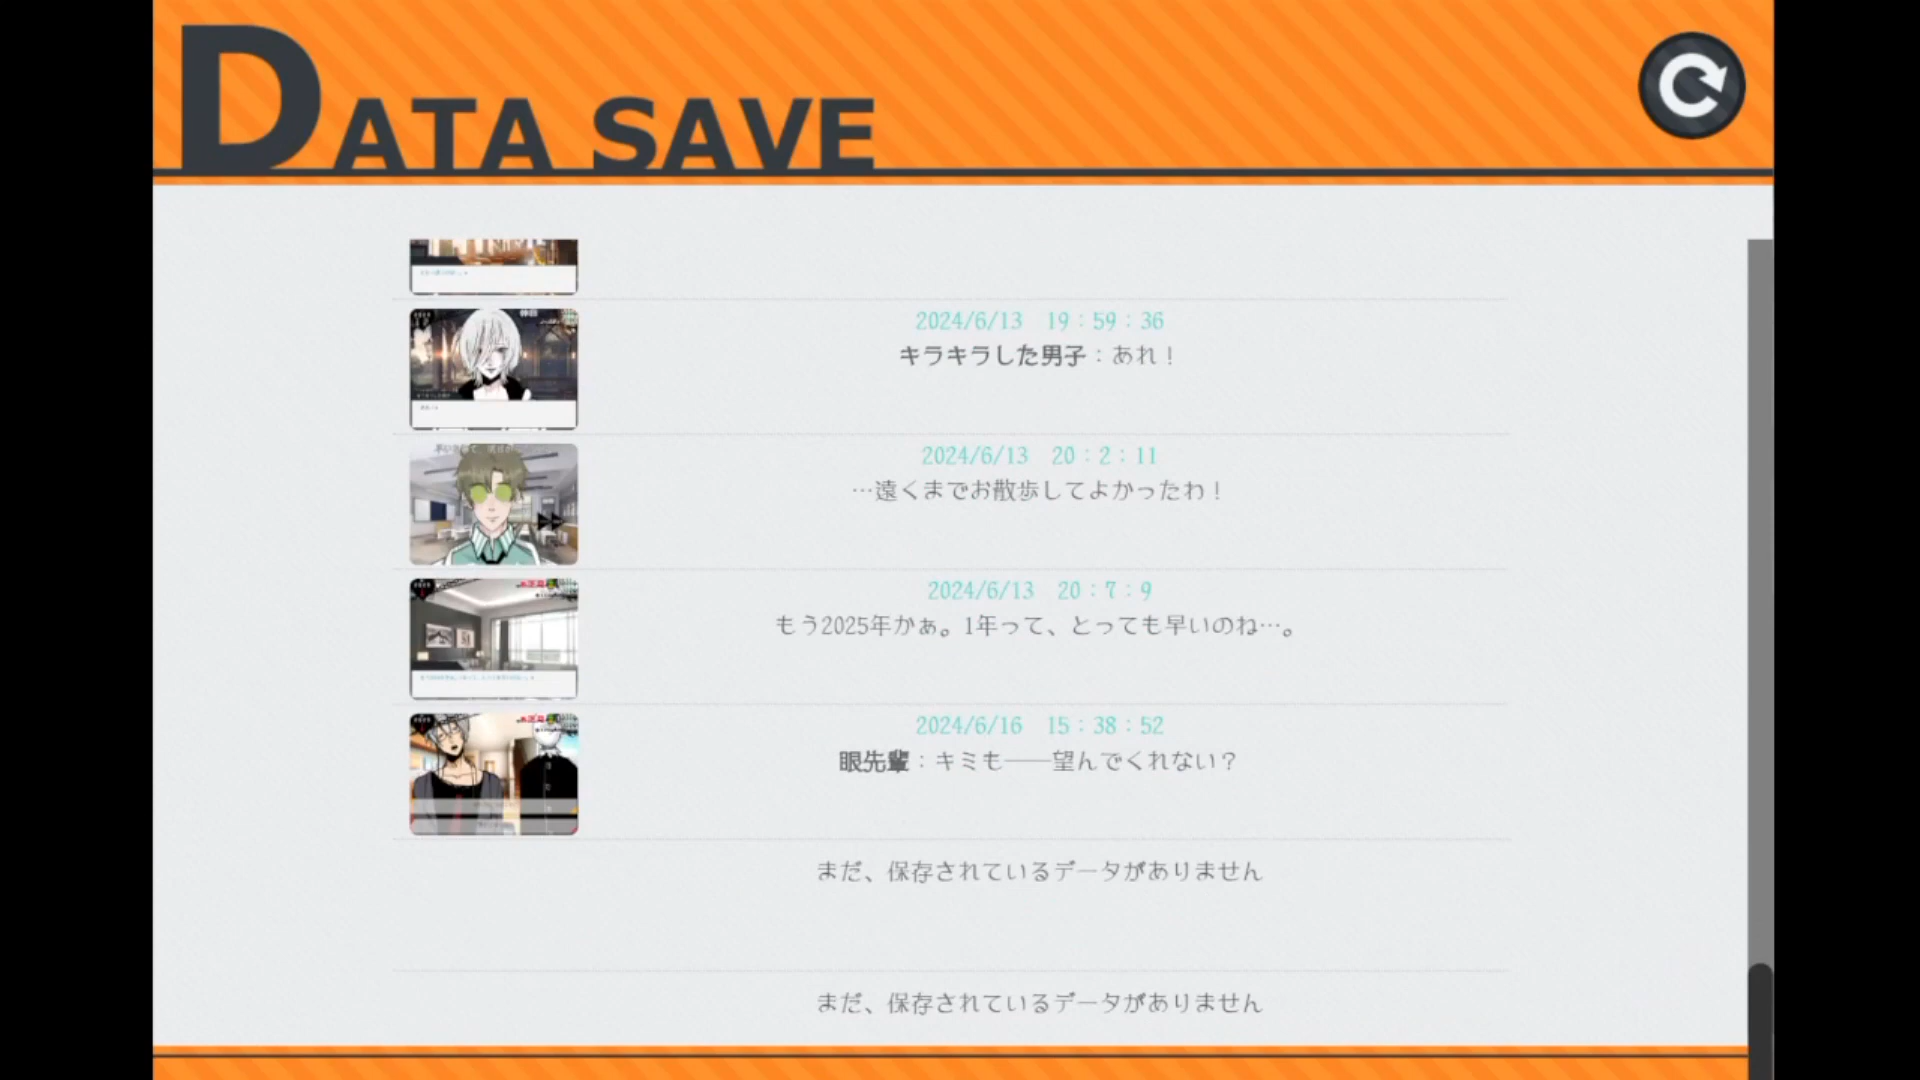 DATA SAVE
2024/6/13 19:59:36
キラキラした男子:あれ!
2024/6/13 20:2:11
…遠くまでお散歩してよかったわ!
2024/6/13 20:7:9
もう2025年かぁ。1年って、とっても早いのね…。
2024/6/16 15:38:52
眼先輩:キミも──望んでくれない?
まだ、保存されているデータがありません
まだ、保存されているデータがありません